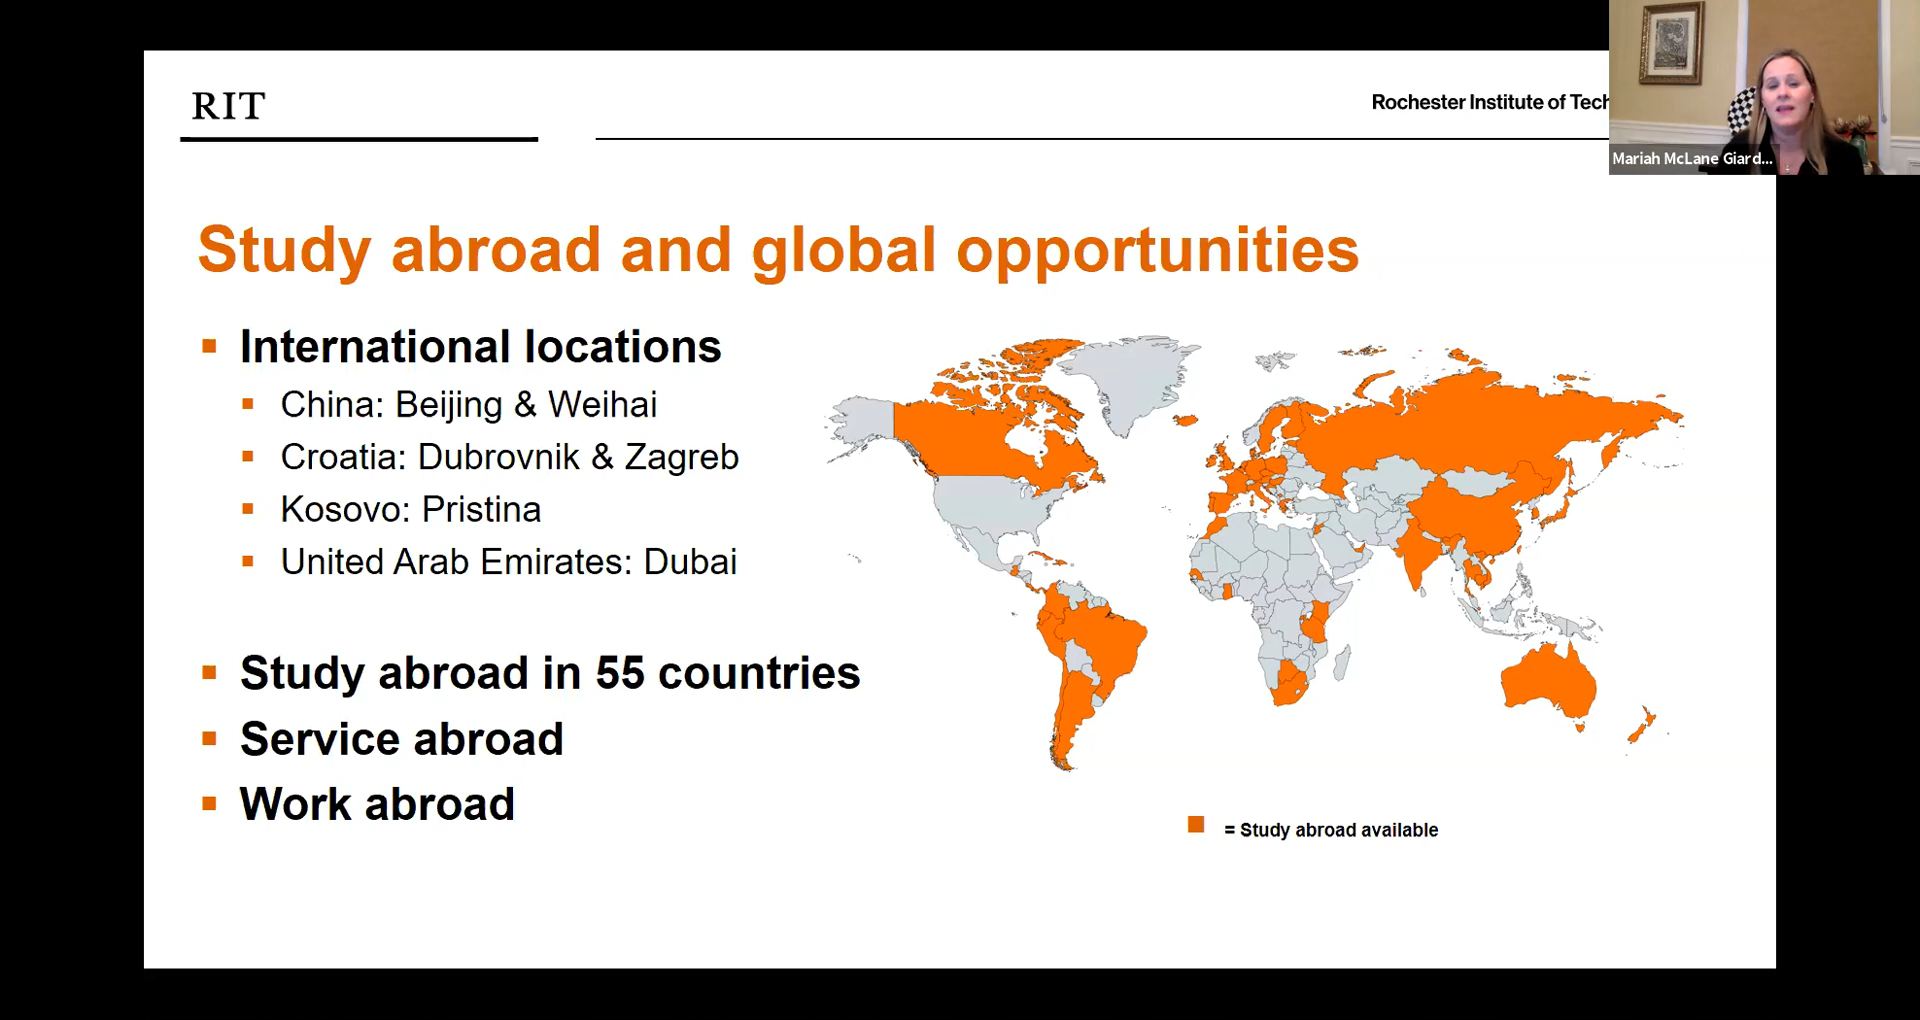 RIT
Rochester Institute of Tech
Mariah McLane Giard...
Study abroad and global opportunities
International locations
China: Beijing & Weihai
Croatia: Dubrovnik & Zagreb
Kosovo: Pristina
United Arab Emirates: Dubai
Study abroad in 55 countries
Service abroad
Work abroad
= Study abroad available